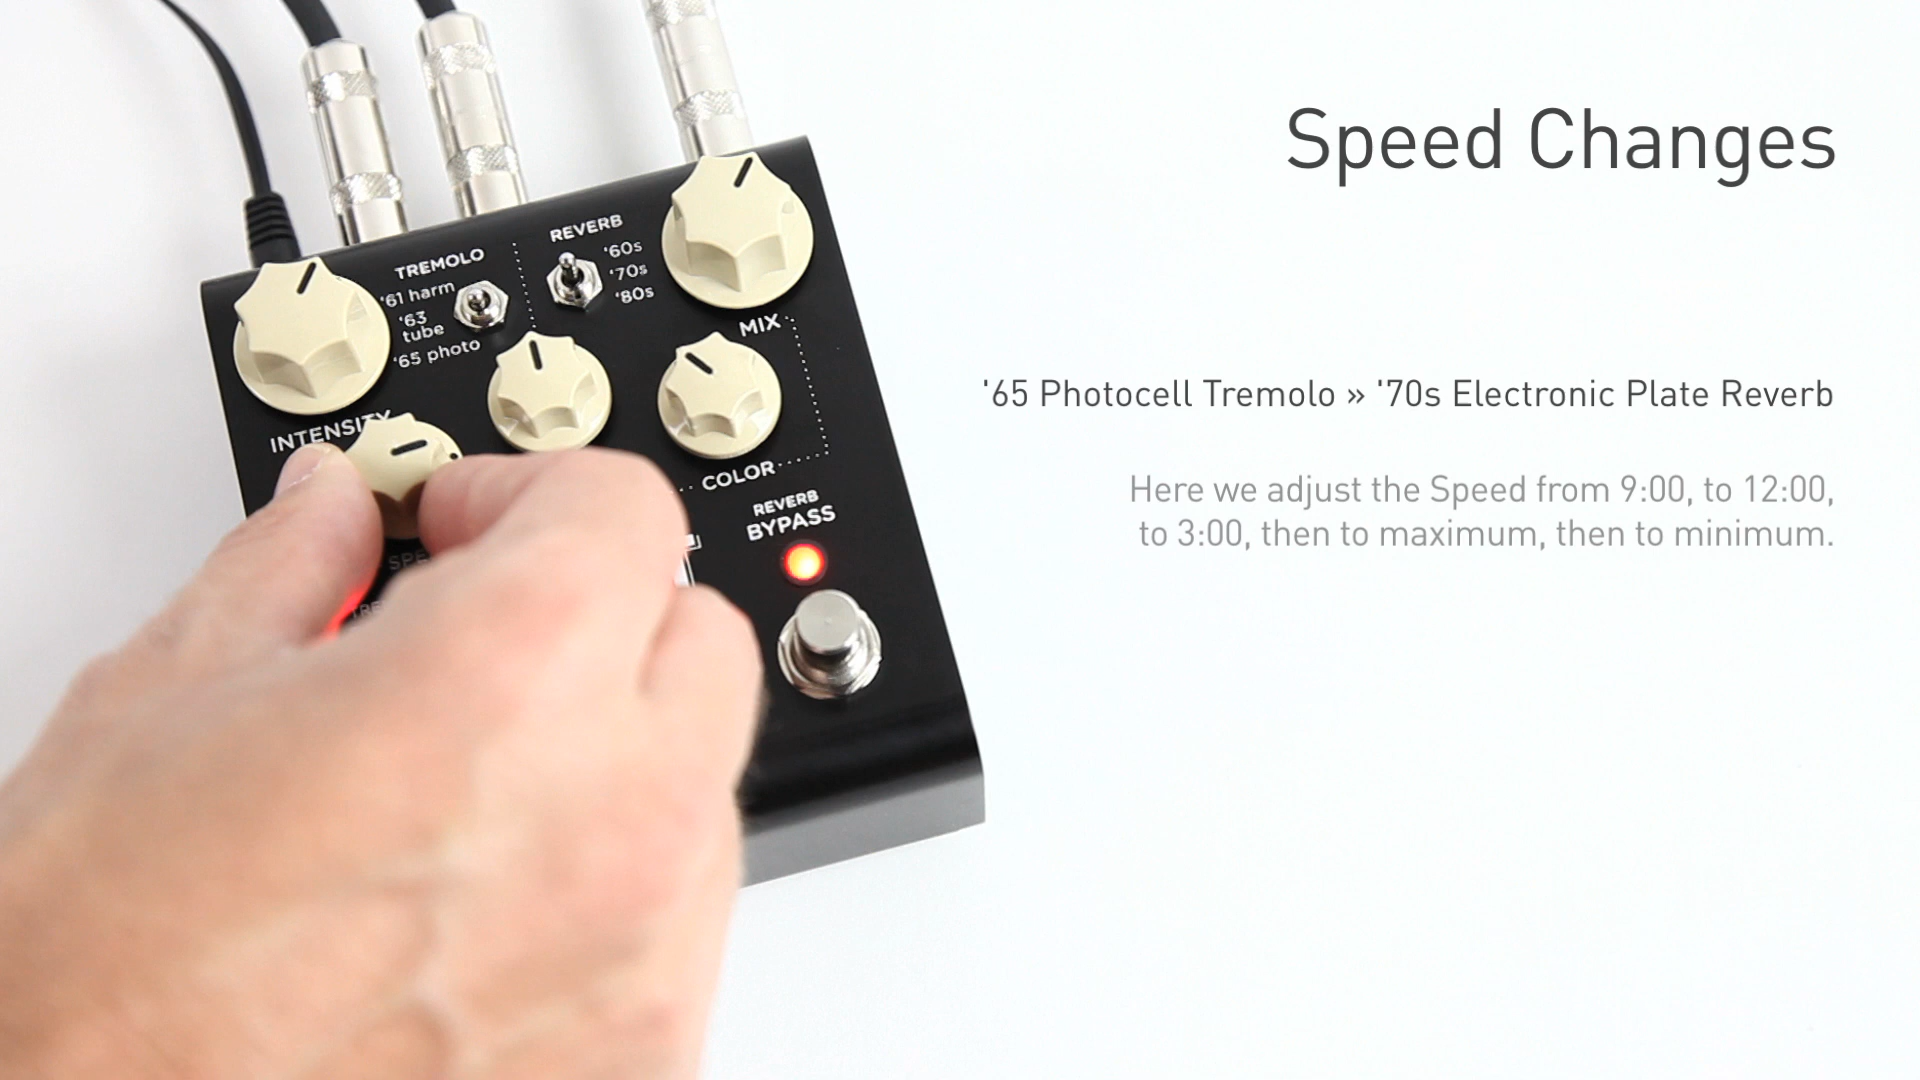 Speed Changes
'65 Photocell Tremolo » '70s Electronic Plate Reverb
Here we adjust the Speed from 9:00, to 12:00,
to 3:00, then to maximum, then to minimum.
TREMOLO
'61 harm
'63
tube
'65 photo
REVERB
'60s
'70s
'80s
MIX
INTENSITY
COLOR
REVERB
BYPASS